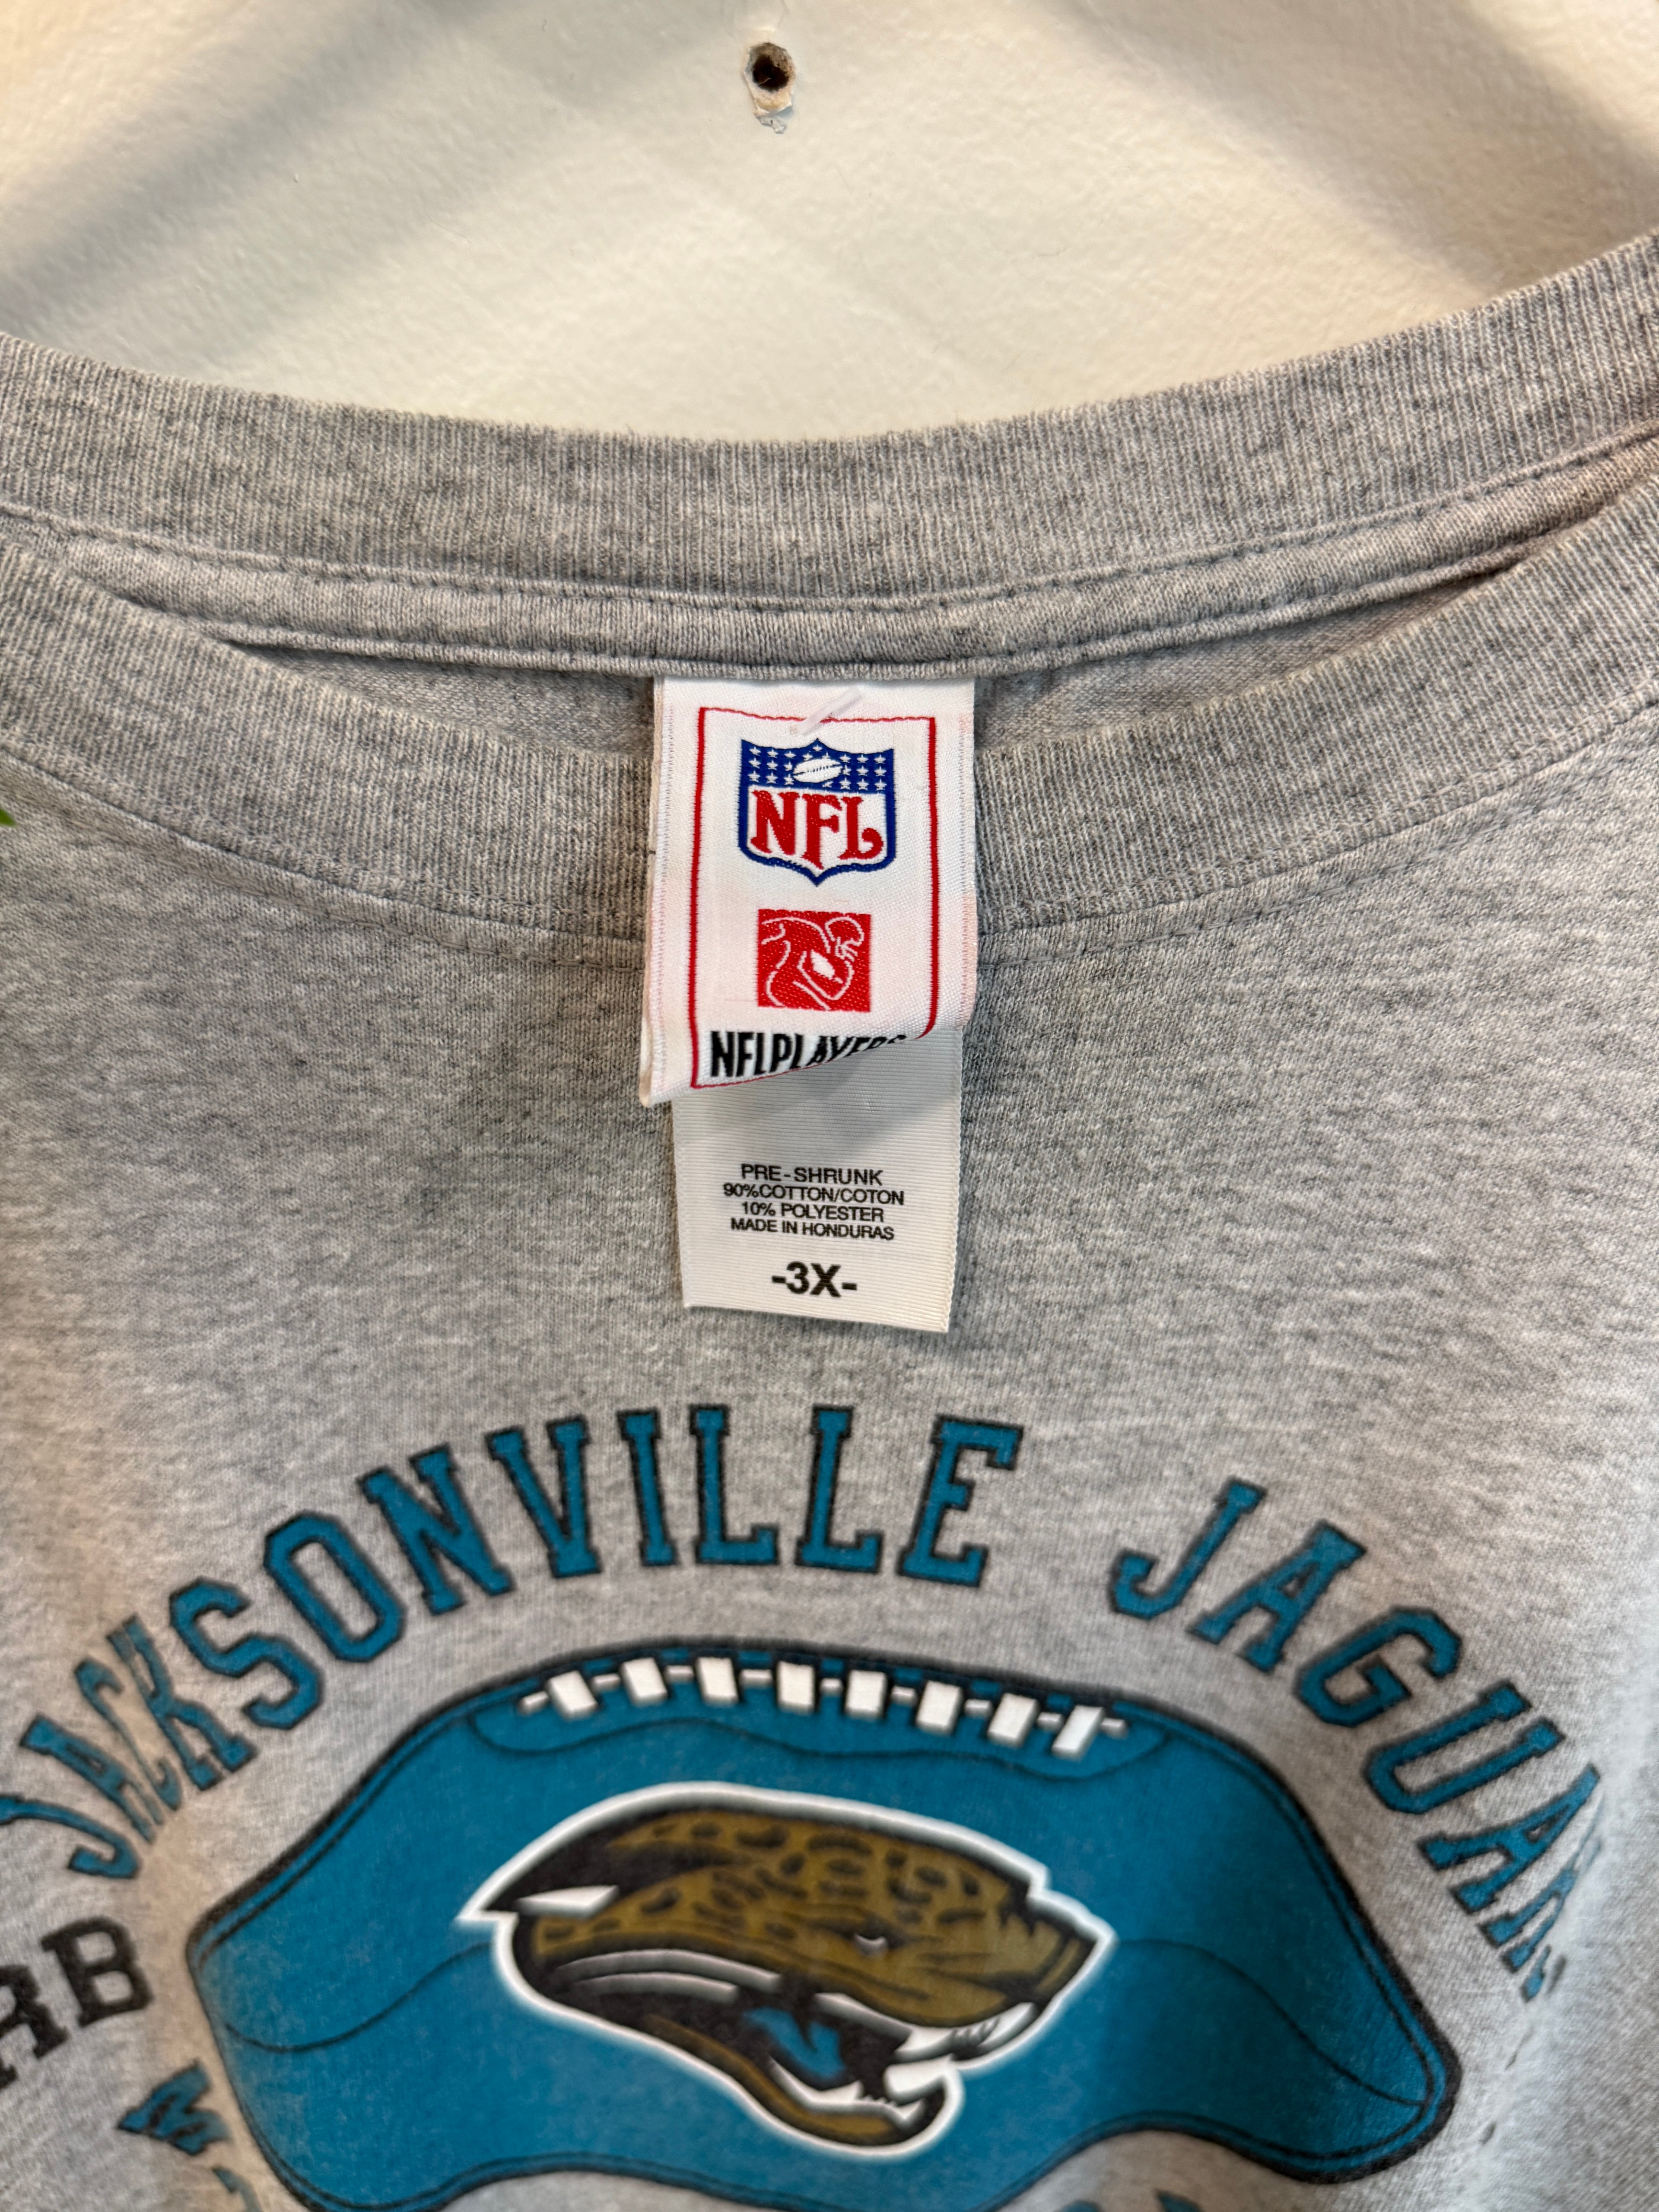 NFL
NFLPLAYERS
PRE-SHRUNK
90%COTTON/COTON
10% POLYESTER
MADE IN HONDURAS
-3X-
JACKSONVILLE JAGUARS